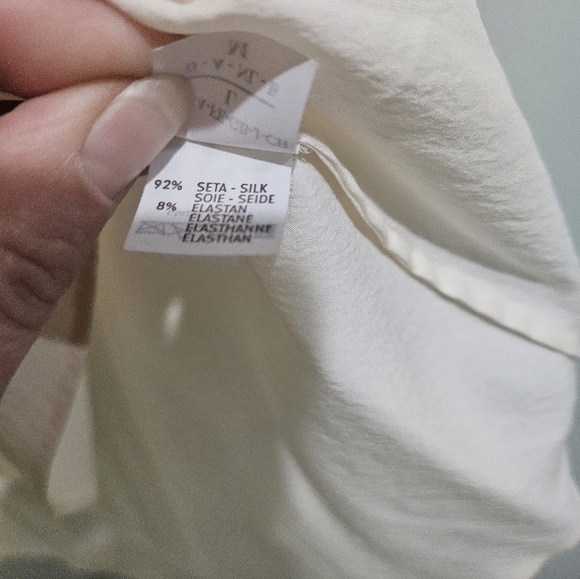 M
L
92% SETA - SILK
SOIE - SEIDE
8% ELASTAN
ELASTANE
ELASTHANNE
ELASTHAN